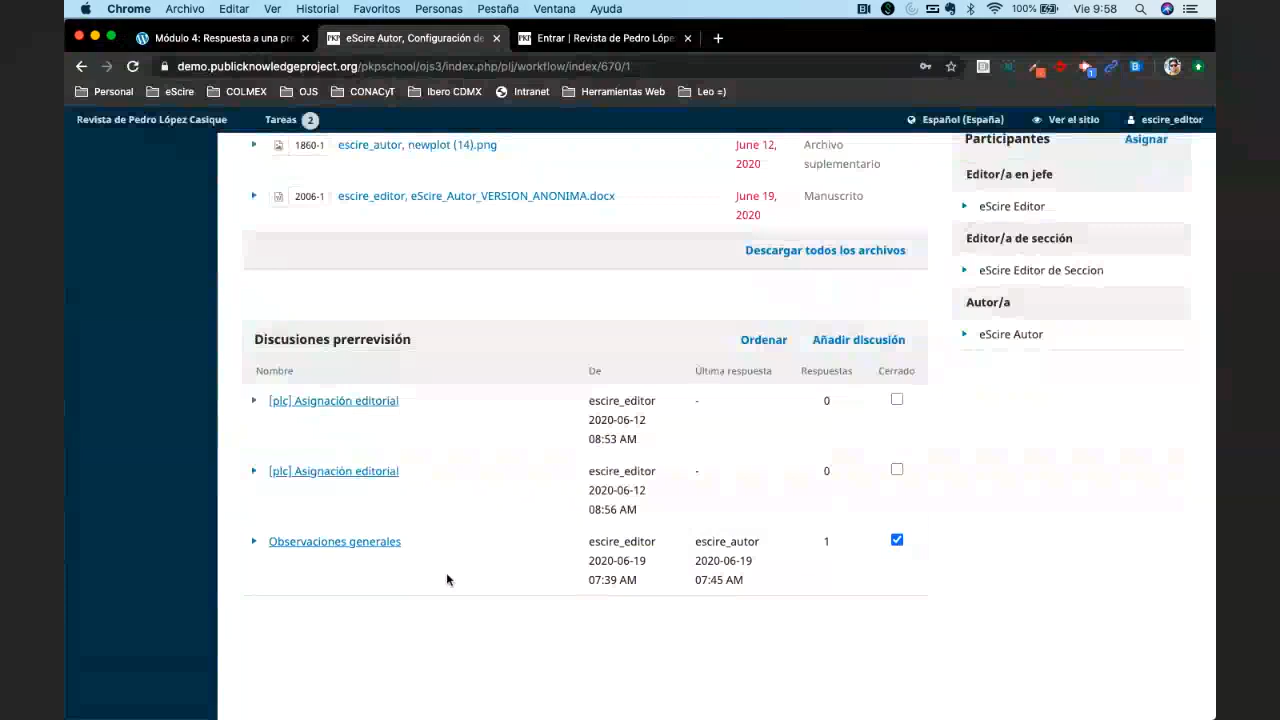 Chrome Archivo Editar Ver Historial Favoritos Personas Pestaña Ventana Ayuda 100% Vie 9:58
Módulo 4: Respuesta a una pr × eScire Autor, Configuración de × Entrar | Revista de Pedro Lópe × +
demo.publicknowledgeproject.org/pkpschool/ojs3/index.php/plj/workflow/index/670/1
Personal eScire COLMEX OJS CONACyT Ibero CDMX Intranet Herramientas Web Leo =)
Revista de Pedro López Casique Tareas 2 Español (España) Ver el sitio escire_editor
1860-1 escire_autor, newplot (14).png June 12, 2020 Archivo suplementario
2006-1 escire_editor, eScire_Autor_VERSION_ANONIMA.docx June 19, 2020 Manuscrito
Descargar todos los archivos
Participantes Asignar
Editor/a en jefe
eScire Editor
Editor/a de sección
eScire Editor de Seccion
Autor/a
eScire Autor
Discusiones prerrevisión Ordenar Añadir discusión
Nombre De Última respuesta Respuestas Cerrado
[plc] Asignación editorial escire_editor - 0
2020-06-12
08:53 AM
[plc] Asignación editorial escire_editor - 0
2020-06-12
08:56 AM
Observaciones generales escire_editor escire_autor 1
2020-06-19 2020-06-19
07:39 AM 07:45 AM